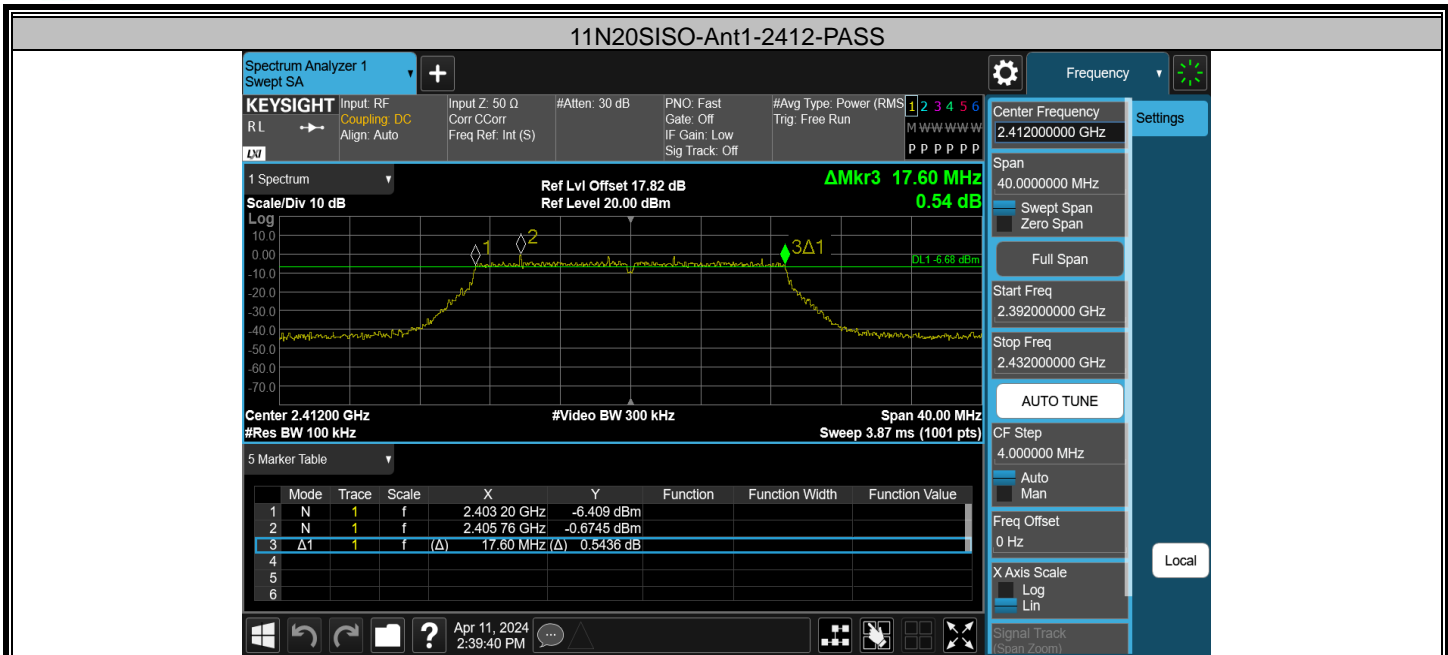 11N20SISO-Ant1-2412-PASS
Spectrum Analyzer 1
Swept SA
Frequency
KEYSIGHT Input: RF Input Z: 50 Ω #Atten: 30 dB PNO: Fast #Avg Type: Power (RMS 1 2 3 4 5 6
RL Coupling: DC Corr CCorr Gate: Off Trig: Free Run M W W W W W
Align: Auto Freq Ref: Int (S) IF Gain: Low
LXI Sig Track: Off P P P P P P
1 Spectrum Ref Lvl Offset 17.82 dB ΔMkr3 17.60 MHz
Scale/Div 10 dB Ref Level 20.00 dBm 0.54 dB
Log
10.0
0.00
-10.0
-20.0
-30.0
-40.0
-50.0
-60.0
-70.0
1 2 3Δ1
DL1 -6.68 dBm
Center 2.41200 GHz #Video BW 300 kHz Span 40.00 MHz
#Res BW 100 kHz Sweep 3.87 ms (1001 pts)
5 Marker Table
Mode Trace Scale X Y Function Function Width Function Value
1 N 1 f 2.403 20 GHz -6.409 dBm
2 N 1 f 2.405 76 GHz -0.6745 dBm
3 Δ1 1 f (Δ) 17.60 MHz (Δ) 0.5436 dB
4
5
6
Apr 11, 2024
2:39:40 PM
Center Frequency
2.412000000 GHz
Settings
Span
40.0000000 MHz
Swept Span
Zero Span
Full Span
Start Freq
2.392000000 GHz
Stop Freq
2.432000000 GHz
AUTO TUNE
CF Step
4.000000 MHz
Auto
Man
Freq Offset
0 Hz
X Axis Scale
Log
Lin
Signal Track
(Span Zoom)
Local